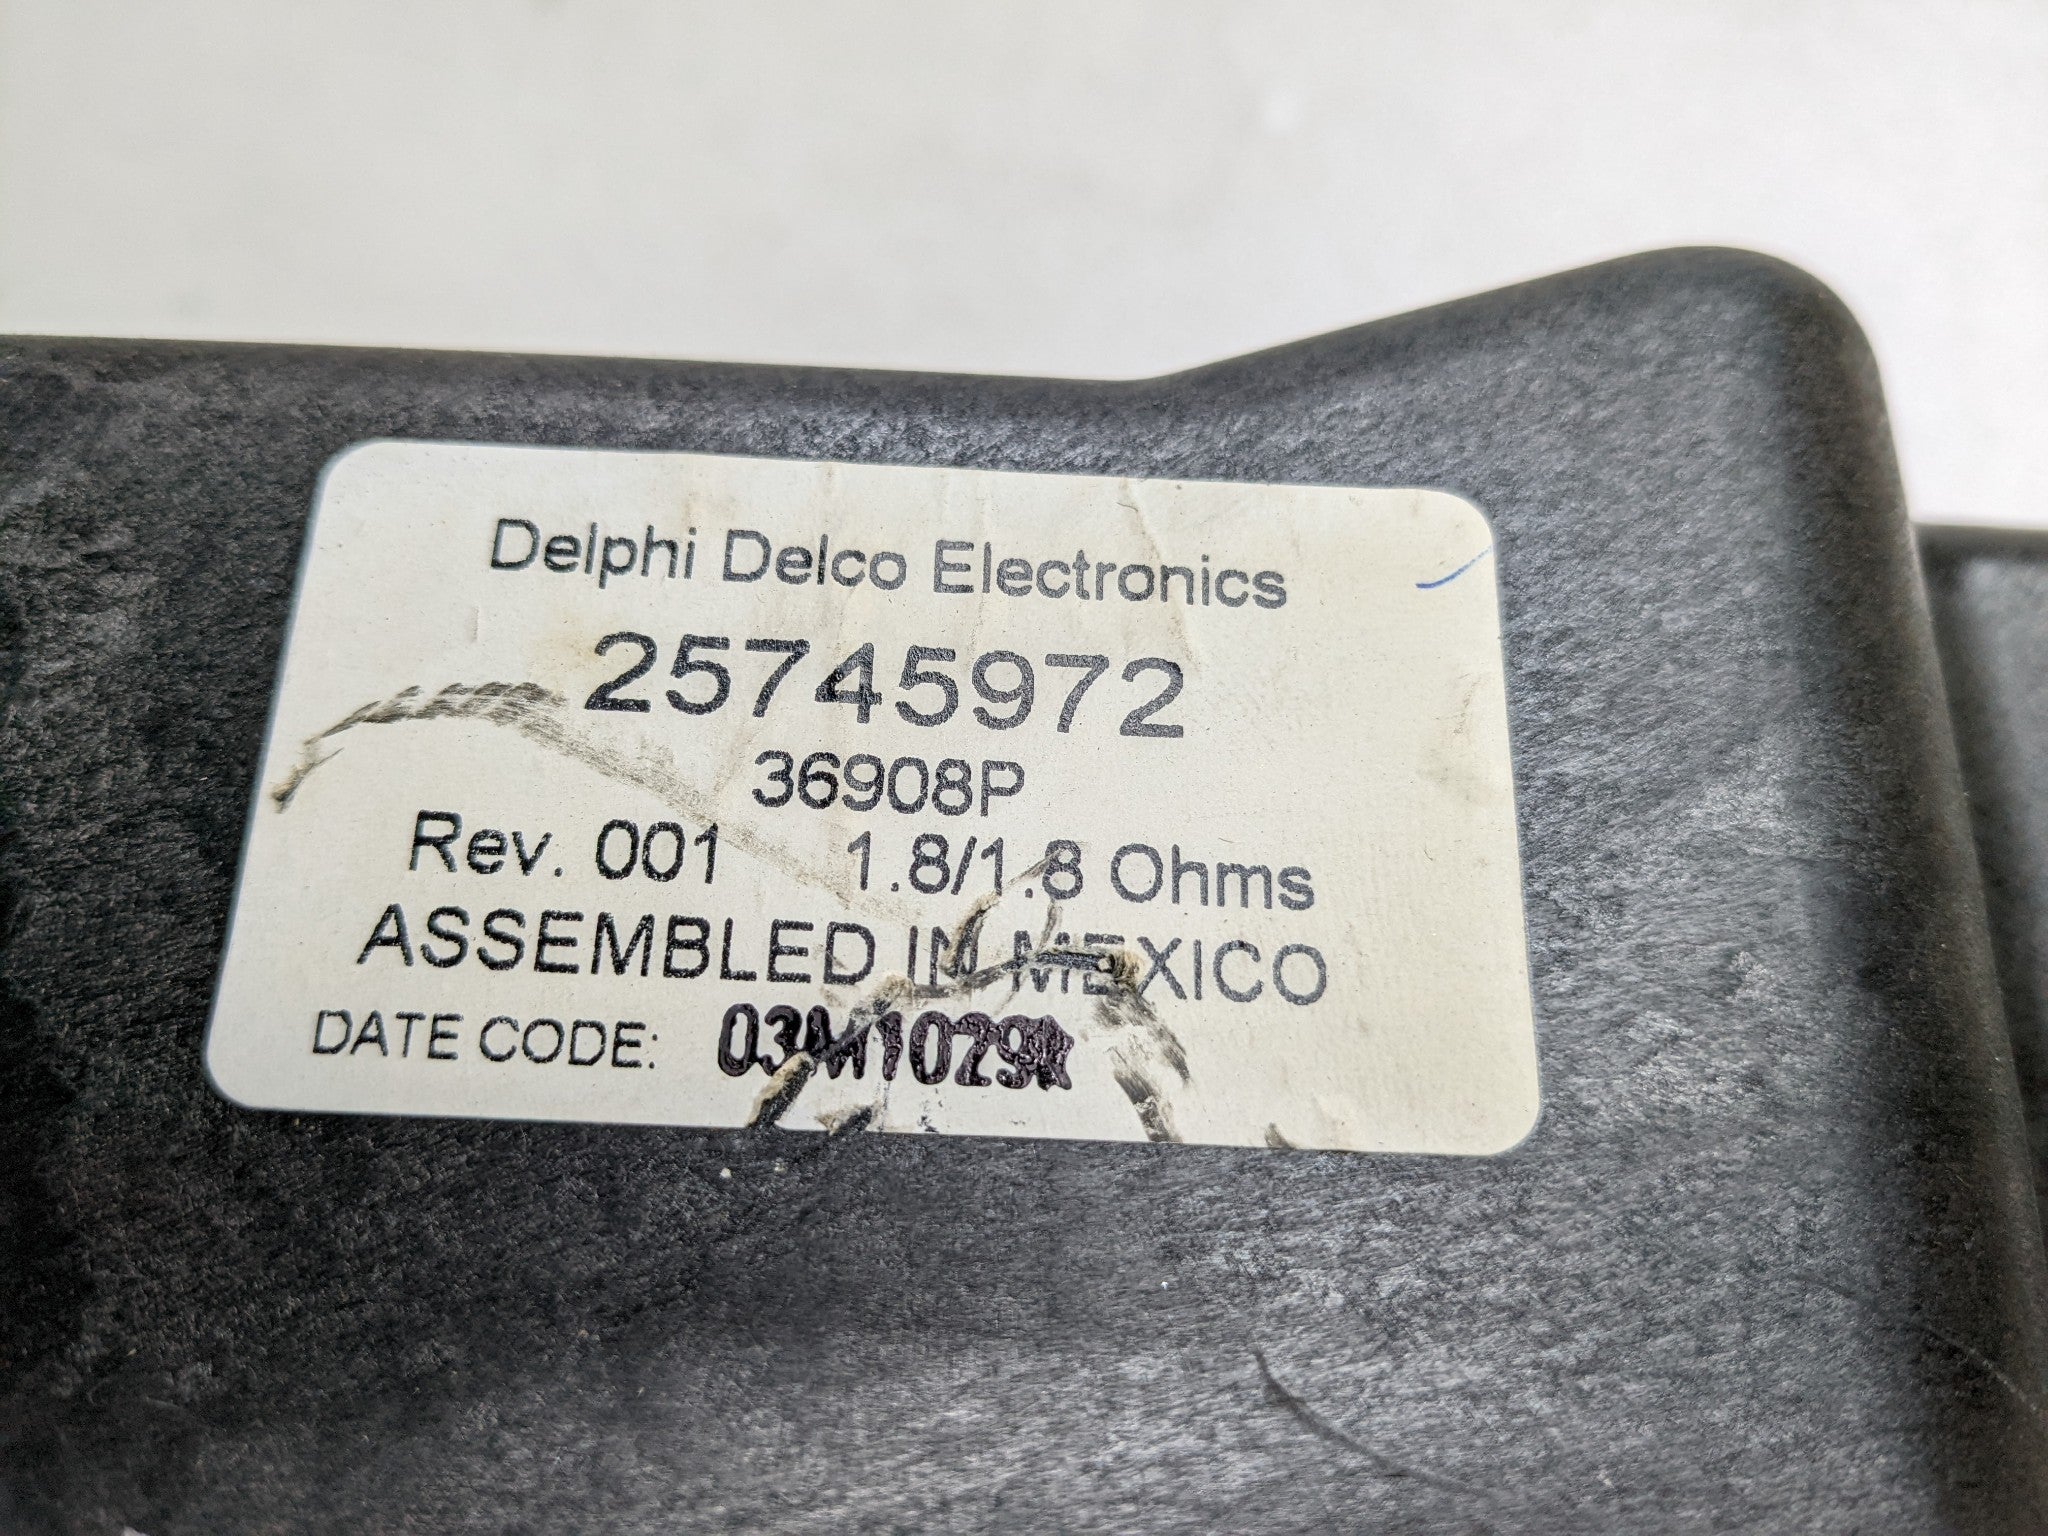 Delphi Delco Electronics
25745972
36908P
Rev. 001 1.8/1.8 Ohms
ASSEMBLED IN MEXICO
DATE CODE: